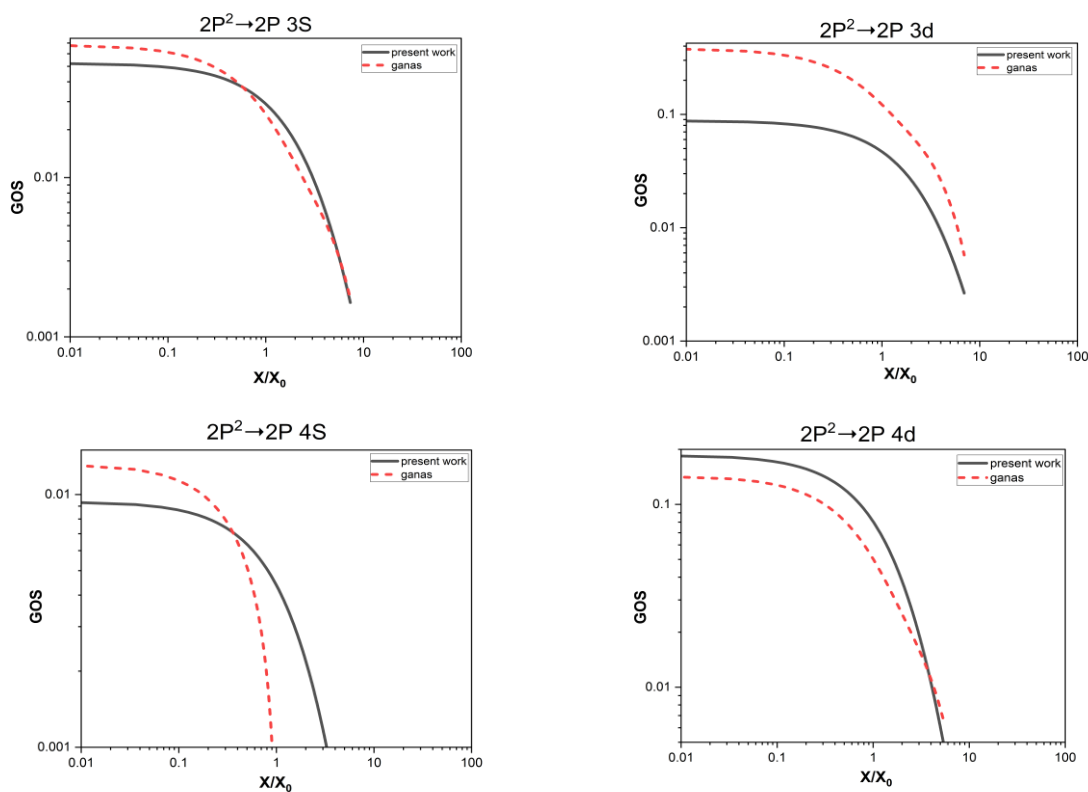 2P²→2P 3S
present work
ganas
GOS
0.01
0.001
0.01 0.1 1 10 100
X/X₀
2P²→2P 3d
present work
ganas
GOS
0.1
0.01
0.001
0.01 0.1 1 10 100
X/X₀
2P²→2P 4S
present work
ganas
GOS
0.01
0.001
0.01 0.1 1 10 100
X/X₀
2P²→2P 4d
present work
ganas
GOS
0.1
0.01
0.01 0.1 1 10 100
X/X₀